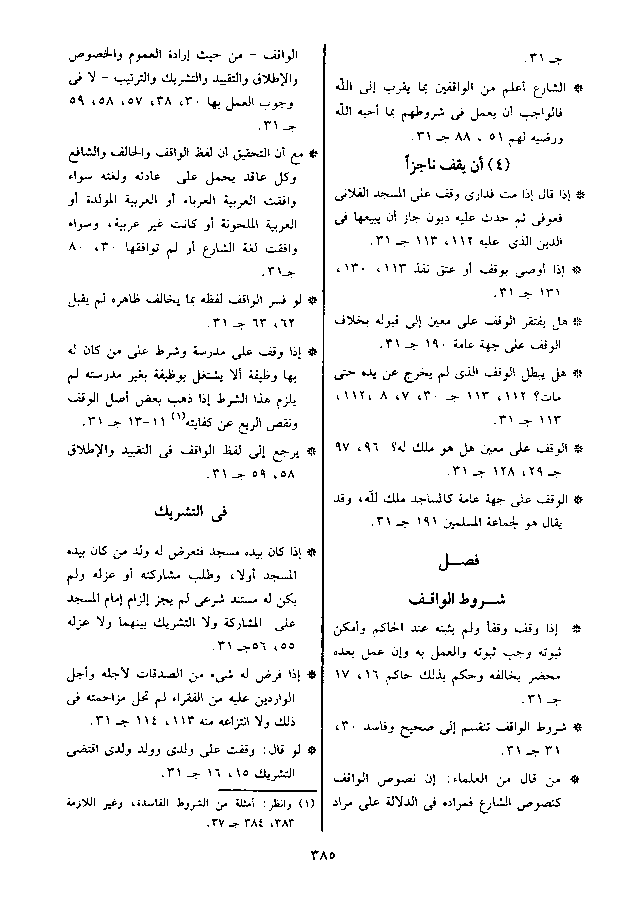 جـ ٣١.
* الشارع أعلم من الواقفين بما يقرب إلى الله
فالواجب أن يعمل فى شروطهم بما أحبه الله
ورضيه لهم ٥١ ، ٨٨ جـ ٣١.
(٤) أن يقف ناجزاً
* إذا قال إذا مت فدارى وقف على المسجد الفلانى
فعوفى ثم حدث عليه ديون جاز أن يبيعها فى
الدين الذى عليه ١١٢، ١١٣ جـ ٣١.
* إذا أوصى بوقف أو عتق نفذ ١١٣، ١٣٠،
١٣١ جـ ٣١.
* هل يفتقر الوقف على معين إلى قبوله بخلاف
الوقف على جهة عامة ١٩٠ جـ ٣١.
* هل يبطل الوقف الذى لم يخرج عن يده حتى
مات؟ ١١٢، ١١٣ جـ ٣٠، ٧، ٨ ،١١٢،
١١٣ جـ ٣١.
* الوقف على معين هل هو ملك له؟ ٩٦، ٩٧
جـ ٢٩، ١٢٨ جـ ٣١.
* الوقف على جهة عامة كالمساجد ملك لله، وقد
يقال هو لجماعة المسلمين ١٩١ جـ ٣١.
فصــل
شــروط الواقــف
* إذا وقف وقفاً ولم يثبته عند الحاكم وأمكن
ثبوته وجب ثبوته والعمل به وإن عمل بعده
محضر يخالفه وحكم بذلك حاكم ١٦، ١٧
جـ ٣١.
* شروط الواقف تنقسم إلى صحيح وفاسد ٣٠،
٣١ جـ ٣١.
* من قال من العلماء: إن نصوص الواقف
كنصوص الشارع فمراده فى الدلالة على مراد
الواقف - من حيث إرادة العموم والخصوص
والإطلاق والتقييد والتشريك والترتيب - لا فى
وجوب العمل بها ٣٠، ٣٨، ٥٧، ٥٨، ٥٩
جـ ٣١.
* مع أن التحقيق أن لفظ الواقف والحالف والشافع
وكل عاقد يحمل على عادته ولغته سواء
وافقت العربية العرباء أو العربية المولدة أو
العربية الملحونة أو كانت غير عربية، وسواء
وافقت لغة الشارع أو لم توافقها ٣٠، ٨٠
جـ٣١.
* لو فسر الواقف لفظه بما يخالف ظاهره لم يقبل
٦٢، ٦٣ جـ ٣١.
* إذا وقف على مدرسة وشرط على من كان له
بها وظيفة ألا يشتغل بوظيفة بغير مدرسته لم
يلزم هذا الشرط إذا ذهب بعض أصل الوقف
ونقص الريع عن كفايته(١) ١١-١٣ جـ ٣١.
* يرجع إلى لفظ الواقف فى التقييد والإطلاق
٥٨، ٥٩ جـ ٣١.
فى التشريك
* إذا كان بيده مسجد فتعرض له ولد من كان بيده
المسجد أولا، وطلب مشاركته أو عزله ولم
يكن له مستند شرعى لم يجز إلزام إمام المسجد
على المشاركة ولا التشريك بينهما ولا عزله
٥٥، ٥٦جـ ٣١.
* إذا فرض له شىء من الصدقات لأجله وأجل
الواردين عليه من الفقراء لم تحل مزاحمته فى
ذلك ولا انتزاعه منه ١١٣، ١١٤ جـ ٣١.
* لو قال: وقفت على ولدى وولد ولدى اقتضى
التشريك ١٥، ١٦ جـ ٣١.
(١) وانظر: أمثلة من الشروط الفاسدة، وغير اللازمة
٣٨٣، ٣٨٤ جـ ٣٧.
٣٨٥